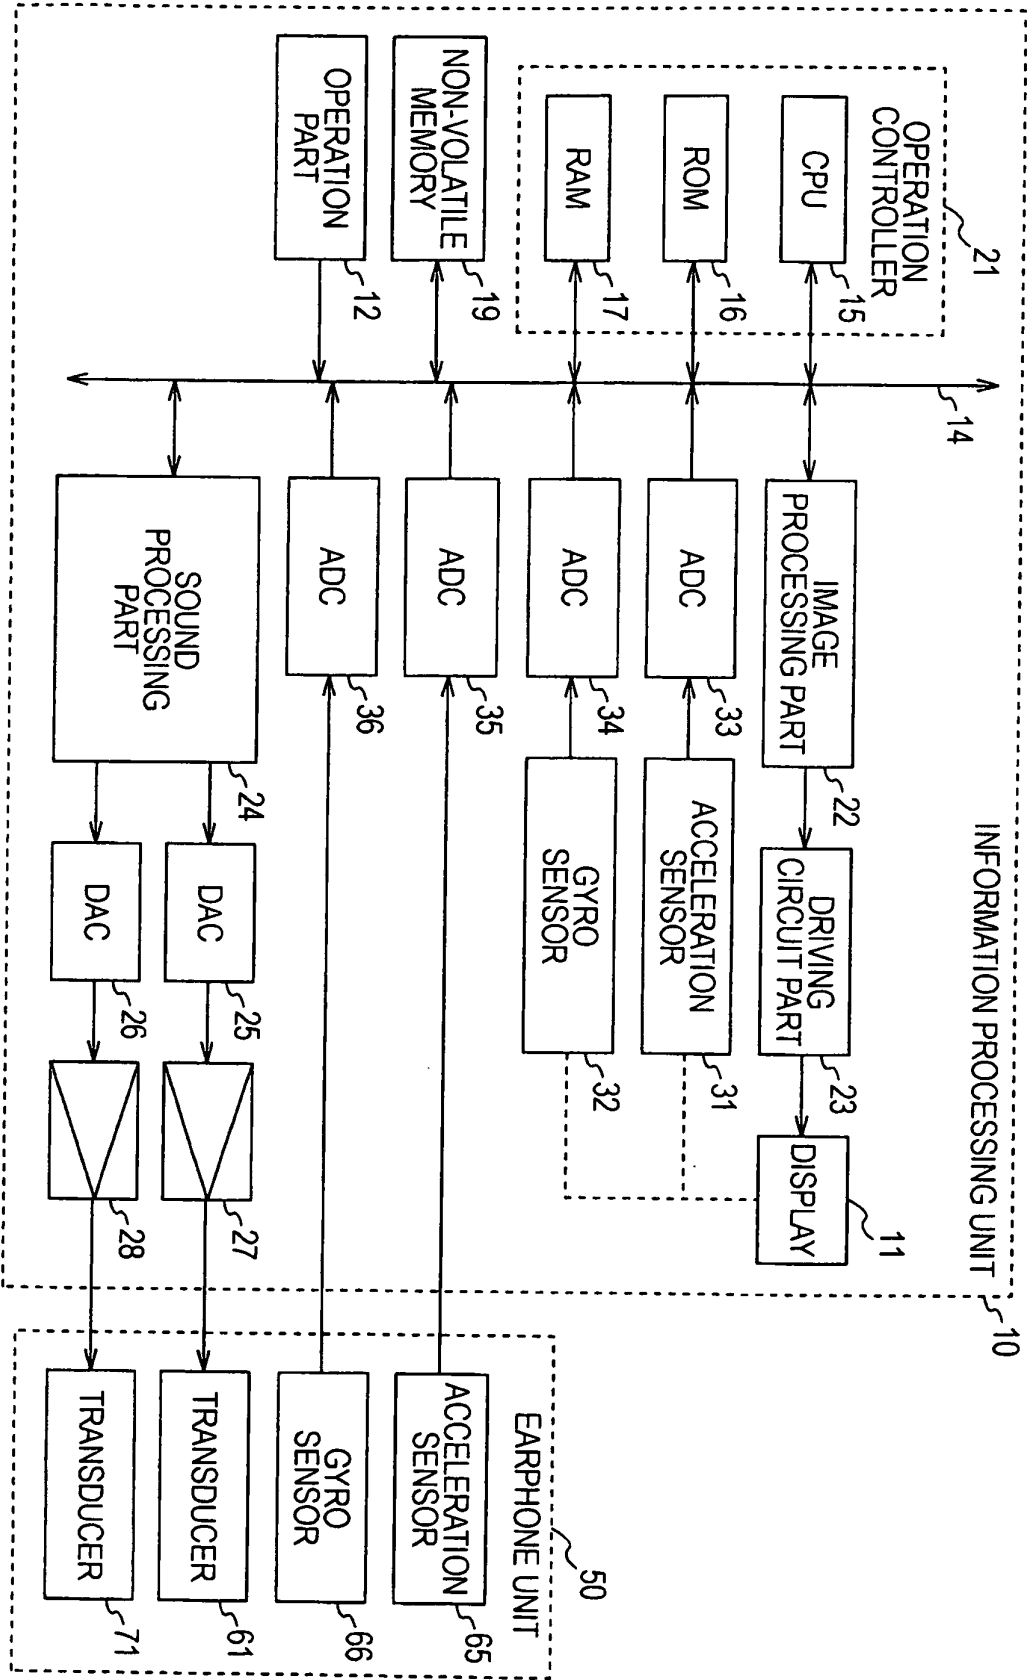 INFORMATION PROCESSING UNIT
10
OPERATION
CONTROLLER
21
CPU
15
ROM
16
RAM
17
NON-VOLATILE
MEMORY
19
OPERATION
PART
12
14
IMAGE
PROCESSING PART
22
DRIVING
CIRCUIT PART
23
DISPLAY
11
ADC
33
ACCELERATION
SENSOR
31
ADC
34
GYRO
SENSOR
32
ADC
35
ADC
36
SOUND
PROCESSING
PART
24
DAC
25
27
DAC
26
28
EARPHONE UNIT
50
ACCELERATION
SENSOR
65
GYRO
SENSOR
66
TRANSDUCER
61
TRANSDUCER
71